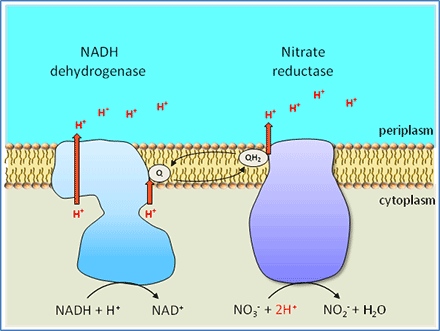 NADH
dehydrogenase
Nitrate
reductase
H⁺ H⁺ H⁺ H⁺
H⁺ H⁺ H⁺ H⁺
periplasm
Q
QH₂
cytoplasm
H⁺ H⁺
NADH + H⁺ NAD⁺
NO₃⁻ + 2H⁺ NO₂⁻ + H₂O